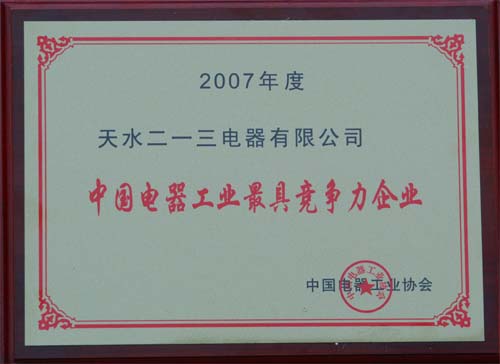 2007年度
天水二一三电器有限公司
中国电器工业最具竞争力企业
中国电器工业协会